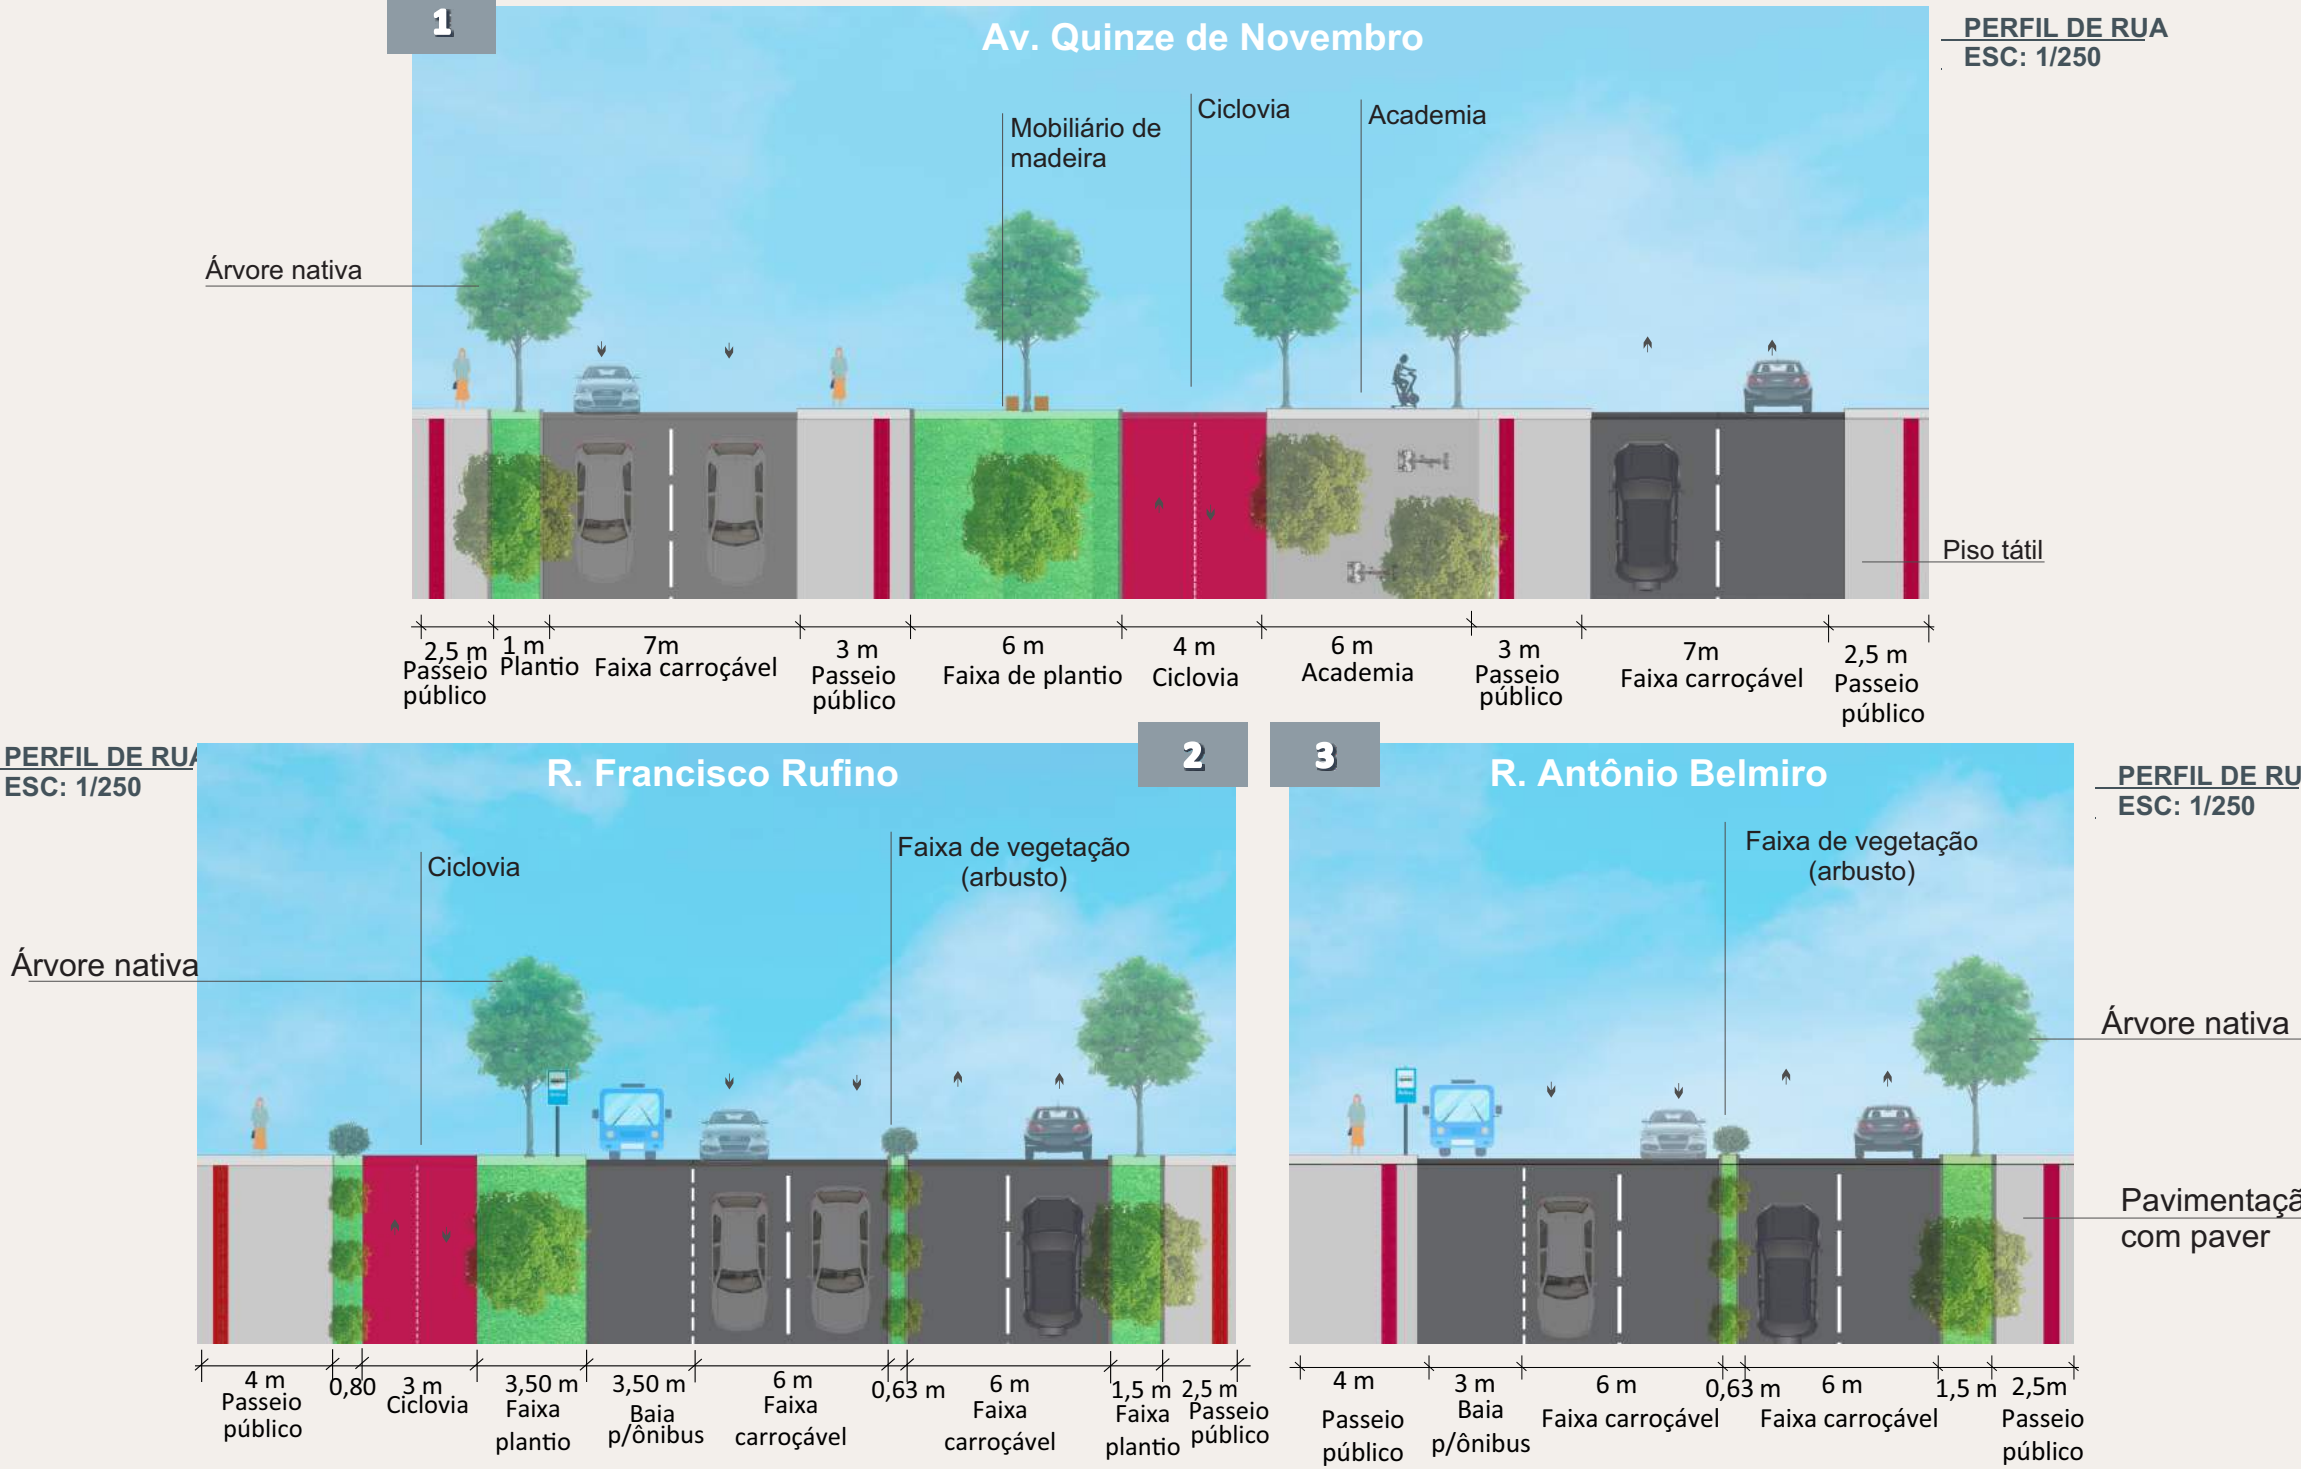 1
Av. Quinze de Novembro
PERFIL DE RUA
ESC: 1/250
Mobiliário de
madeira
Ciclovia
Academia
Árvore nativa
Piso tátil
2,5 m
Passeio
público
1 m
Plantio
7m
Faixa carroçável
3 m
Passeio
público
6 m
Faixa de plantio
4 m
Ciclovia
6 m
Academia
3 m
Passeio
público
7m
Faixa carroçável
2,5 m
Passeio
público
PERFIL DE RUA
ESC: 1/250
R. Francisco Rufino
2
Ciclovia
Faixa de vegetação
(arbusto)
Árvore nativa
4 m
Passeio
público
0,80
3 m
Ciclovia
3,50 m
Faixa
plantio
3,50 m
Baia
p/ônibus
6 m
Faixa
carroçável
0,63 m
6 m
Faixa
carroçável
1,5 m
Faixa
plantio
2,5 m
Passeio
público
3
R. Antônio Belmiro
PERFIL DE RU
ESC: 1/250
Faixa de vegetação
(arbusto)
Árvore nativa
Pavimentaçã
com paver
4 m
Passeio
público
3 m
Baia
p/ônibus
6 m
Faixa carroçável
0,63 m
6 m
Faixa carroçável
1,5 m
2,5m
Passeio
público